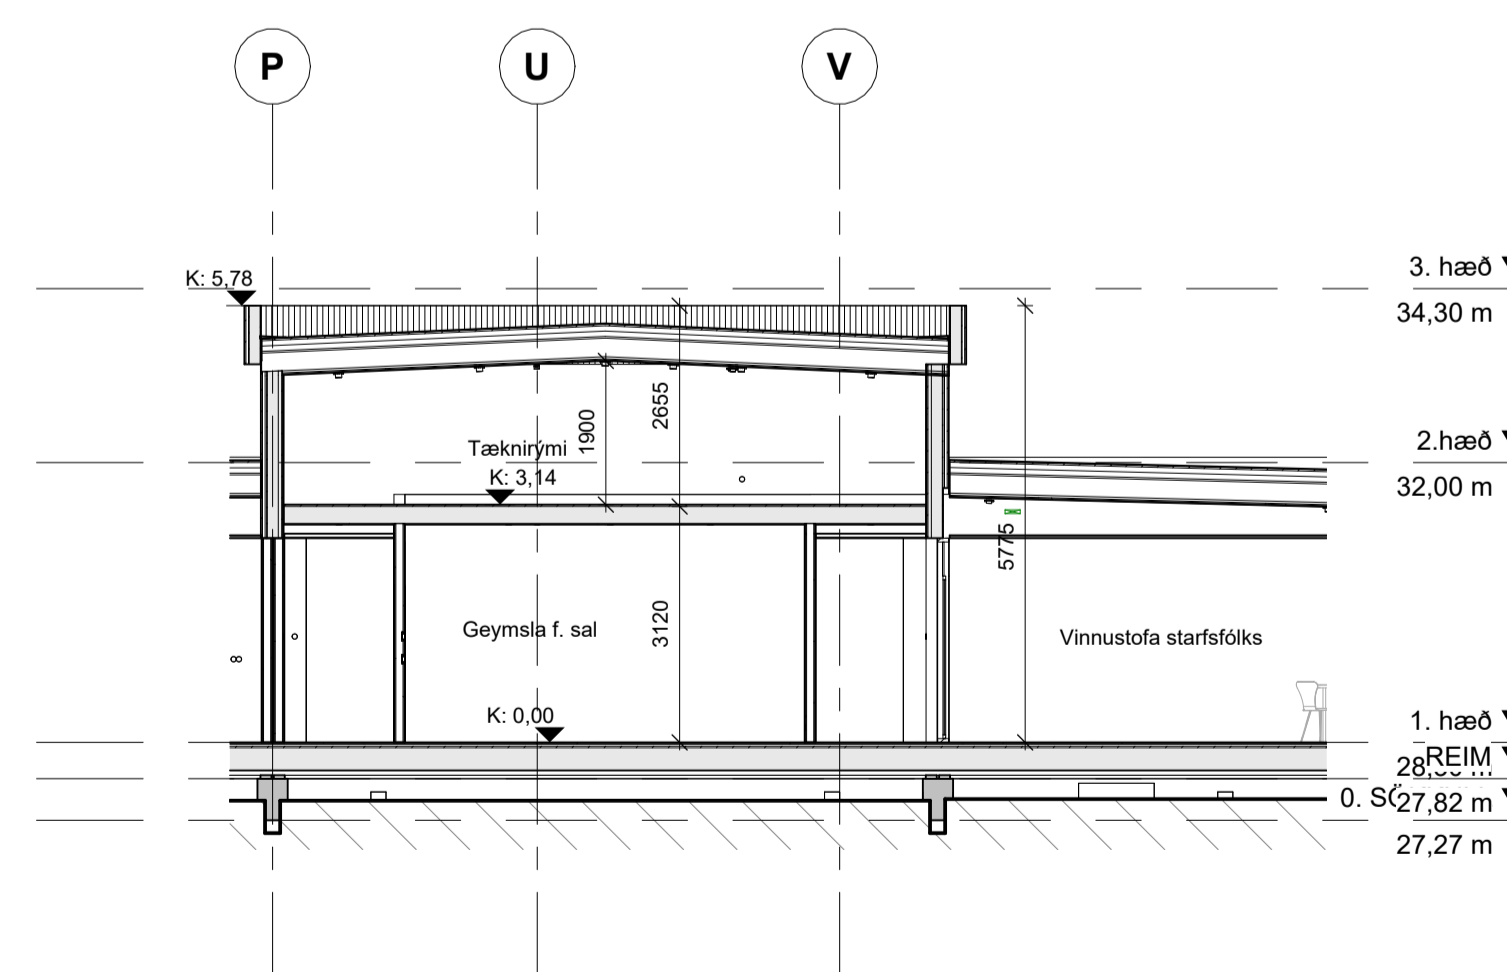 P
U
V
K: 5,78
3. hæð
34,30 m
2655
1900
Tæknirými
K: 3,14
2.hæð
32,00 m
5775
3120
Geymsla f. sal
Vinnustofa starfsfólks
K: 0,00
1. hæð
REIM
27,82 m
27,27 m